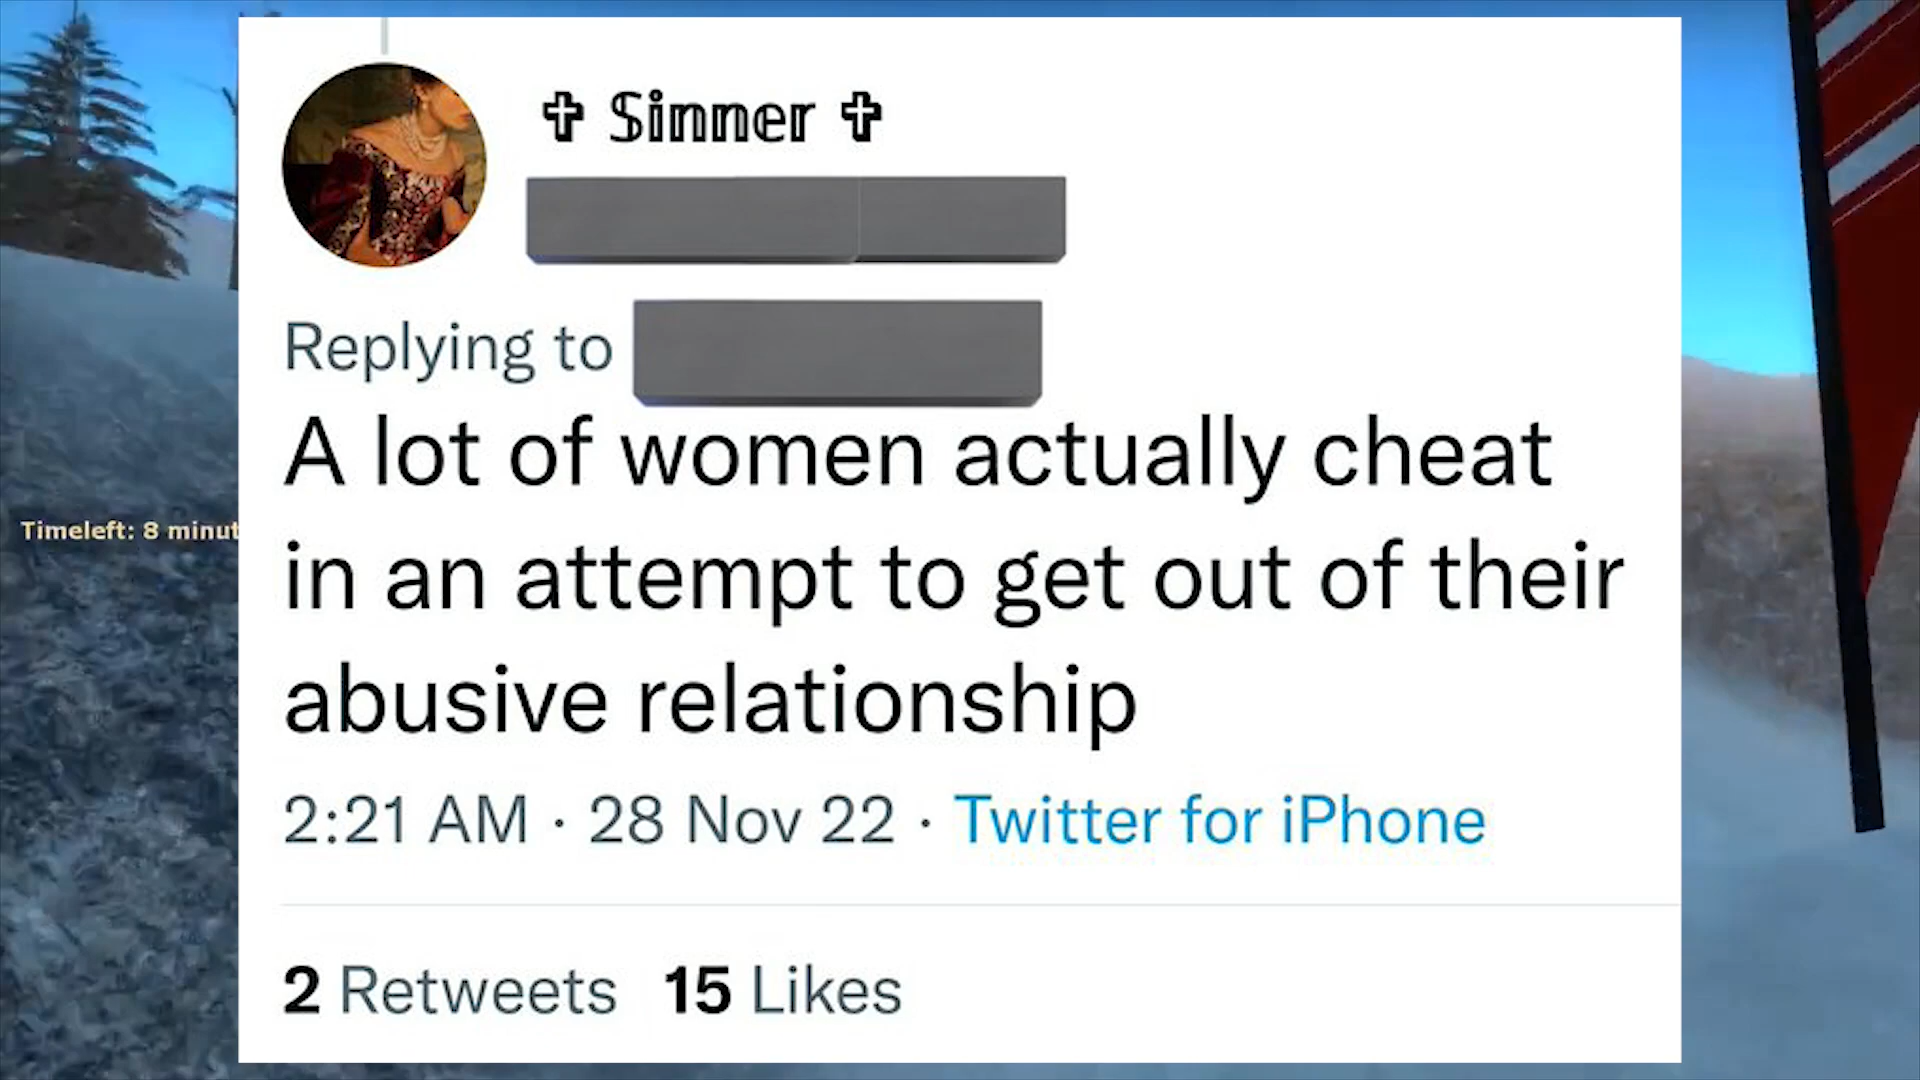 ✞ 𝕊𝕚𝕟𝕟𝕖𝕣 ✞
Replying to
A lot of women actually cheat
in an attempt to get out of their
abusive relationship
2:21 AM · 28 Nov 22 · Twitter for iPhone
2 Retweets 15 Likes
Timeleft: 8 minut